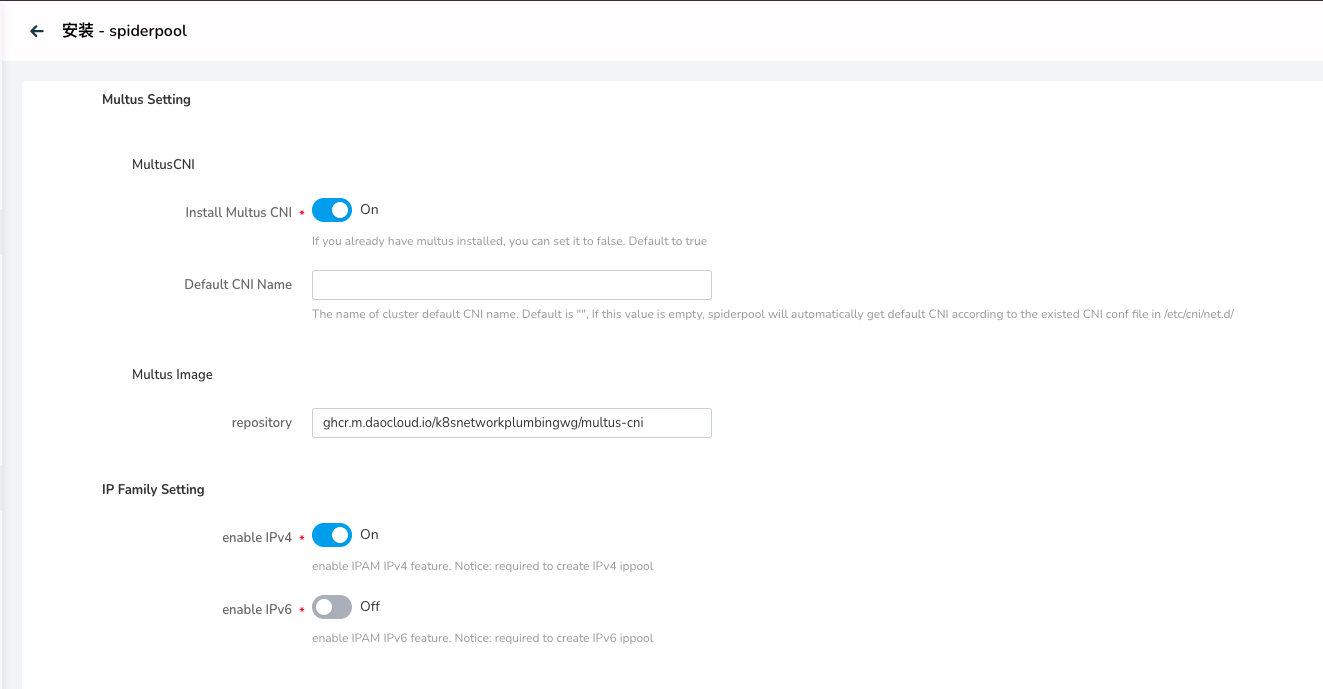 安装 - spiderpool
Multus Setting
MultusCNI
Install Multus CNI * On
If you already have multus installed, you can set it to false. Default to true
Default CNI Name
The name of cluster default CNI name. Default is "", If this value is empty, spiderpool will automatically get default CNI according to the existed CNI conf file in /etc/cni/net.d/
Multus Image
repository ghcr.m.daocloud.io/k8snetworkplumbingwg/multus-cni
IP Family Setting
enable IPv4 * On
enable IPAM IPv4 feature. Notice: required to create IPv4 ippool
enable IPv6 * Off
enable IPAM IPv6 feature. Notice: required to create IPv6 ippool